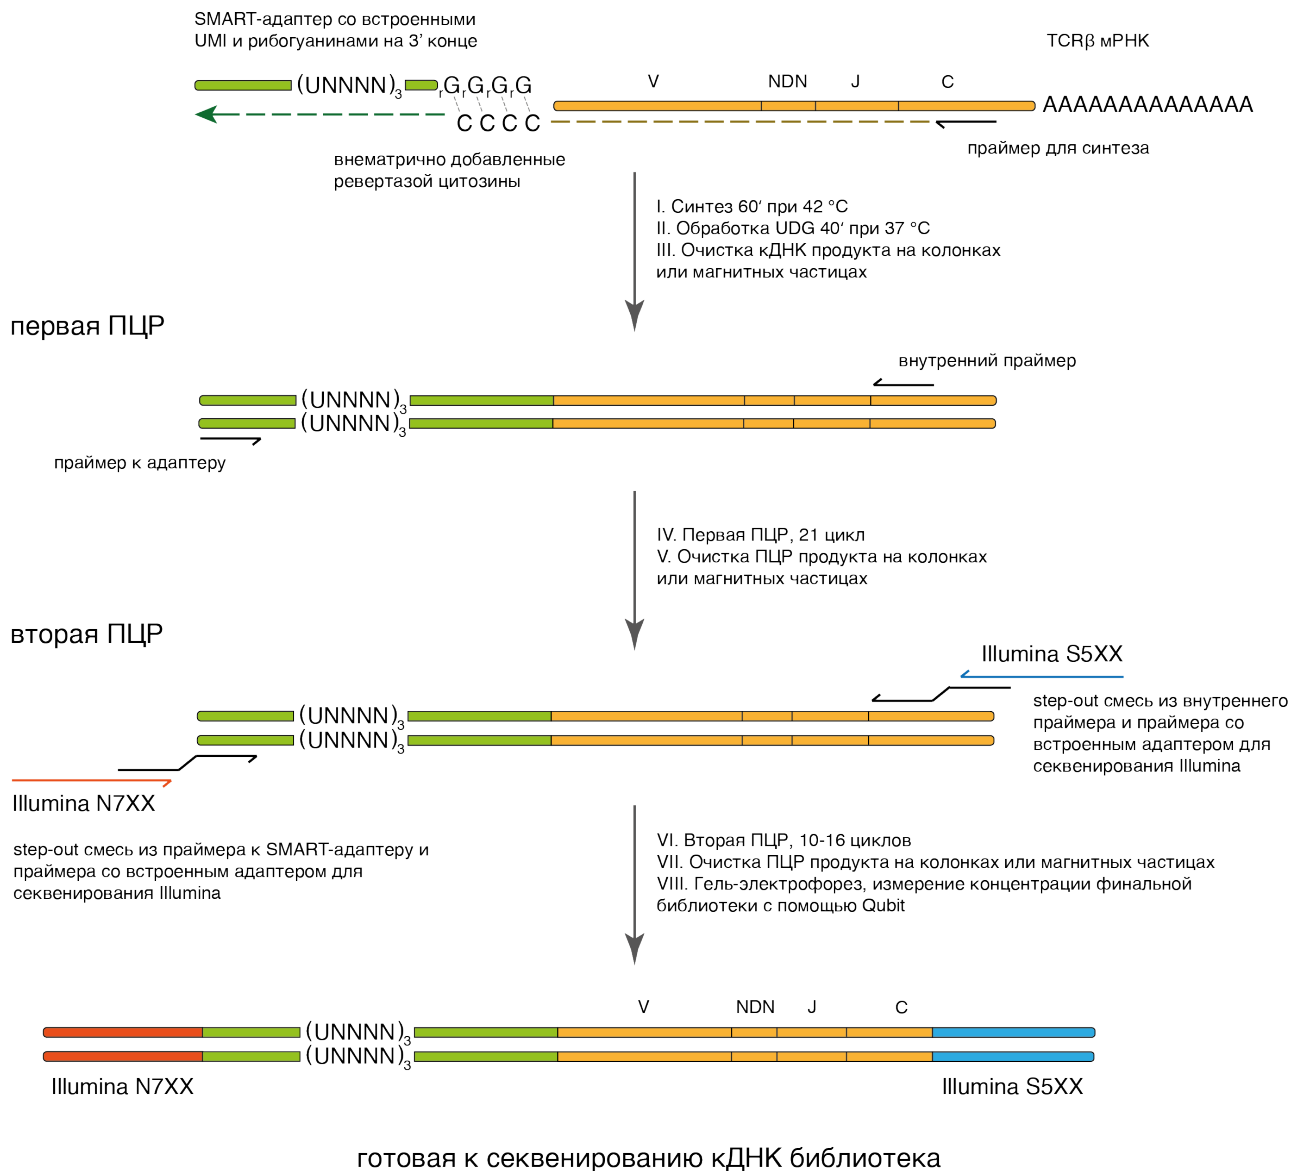 SMART-адаптер со встроенными
UMI и рибогуанинами на 3’ конце
TCRβ мРНК
(UNNNN)3
rGrGrGrG
V NDN J C
AAAAAAAAAAAAAA
C C C C
праймер для синтеза
внематрично добавленные
ревертазой цитозины
I. Синтез 60‘ при 42 °C
II. Обработка UDG 40‘ при 37 °C
III. Очистка кДНК продукта на колонках
или магнитных частицах
первая ПЦР
внутренний праймер
(UNNNN)3
(UNNNN)3
праймер к адаптеру
IV. Первая ПЦР, 21 цикл
V. Очистка ПЦР продукта на колонках
или магнитных частицах
вторая ПЦР
Illumina S5XX
step-out смесь из внутреннего
праймера и праймера со
встроенным адаптером для
секвенирования Illumina
(UNNNN)3
(UNNNN)3
Illumina N7XX
step-out смесь из праймера к SMART-адаптеру и
праймера со встроенным адаптером для
секвенирования Illumina
VI. Вторая ПЦР, 10-16 циклов
VII. Очистка ПЦР продукта на колонках или магнитных частицах
VIII. Гель-электрофорез, измерение концентрации финальной
библиотеки с помощью Qubit
V NDN J C
(UNNNN)3
(UNNNN)3
Illumina N7XX
Illumina S5XX
готовая к секвенированию кДНК библиотека